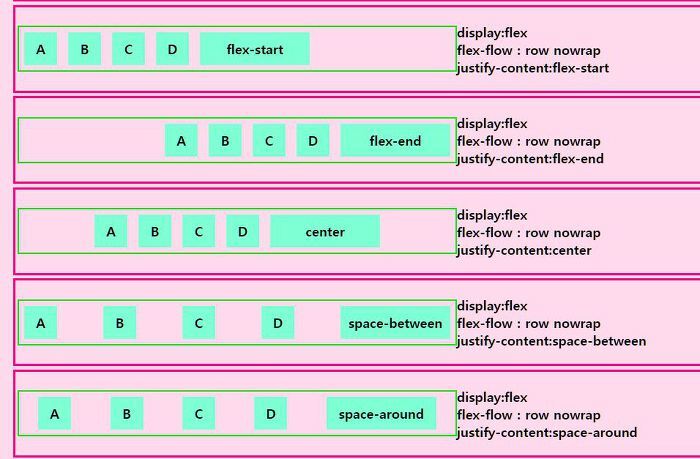 A B C D flex-start
display:flex
flex-flow : row nowrap
justify-content:flex-start
A B C D flex-end
display:flex
flex-flow : row nowrap
justify-content:flex-end
A B C D center
display:flex
flex-flow : row nowrap
justify-content:center
A B C D space-between
display:flex
flex-flow : row nowrap
justify-content:space-between
A B C D space-around
display:flex
flex-flow : row nowrap
justify-content:space-around